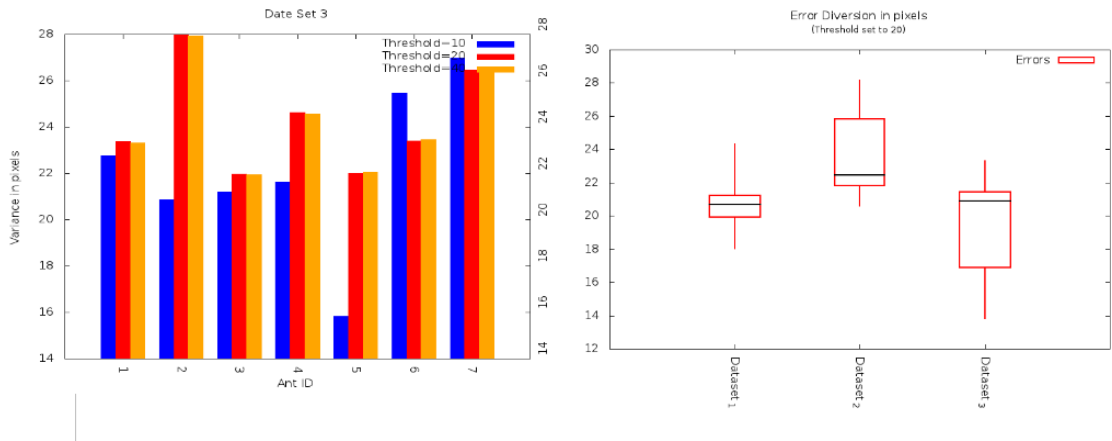 Date Set 3
Threshold=10
Threshold=20
Threshold=40
Variance in pixels
28
26
24
22
20
18
16
14
28
26
24
22
20
18
16
14
1 2 3 4 5 6 7
Ant ID
Error Diversion in pixels
(Threshold set to 20)
Errors
30
28
26
24
22
20
18
16
14
12
Dataset 1
Dataset 2
Dataset 3